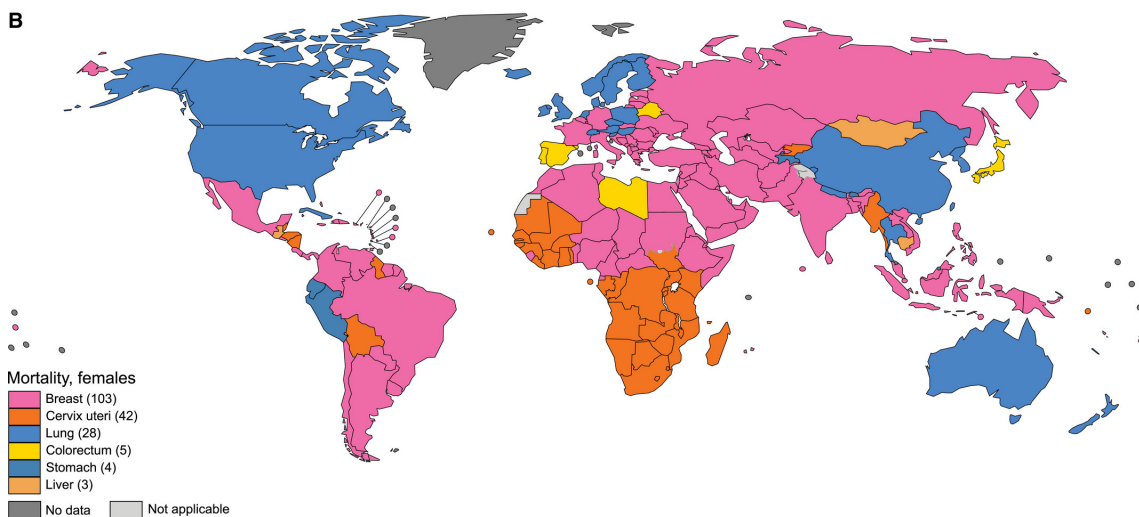 B
Mortality, females
Breast (103)
Cervix uteri (42)
Lung (28)
Colorectum (5)
Stomach (4)
Liver (3)
No data
Not applicable